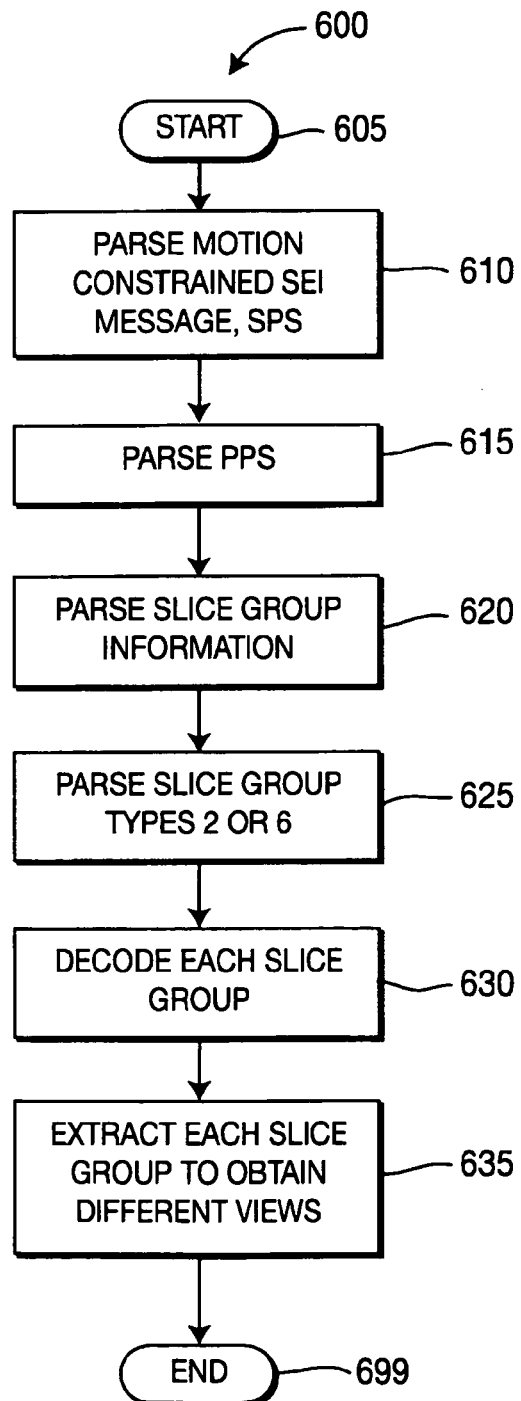 600
START
605
PARSE MOTION
CONSTRAINED SEI
MESSAGE, SPS
610
PARSE PPS
615
PARSE SLICE GROUP
INFORMATION
620
PARSE SLICE GROUP
TYPES 2 OR 6
625
DECODE EACH SLICE
GROUP
630
EXTRACT EACH SLICE
GROUP TO OBTAIN
DIFFERENT VIEWS
635
END
699